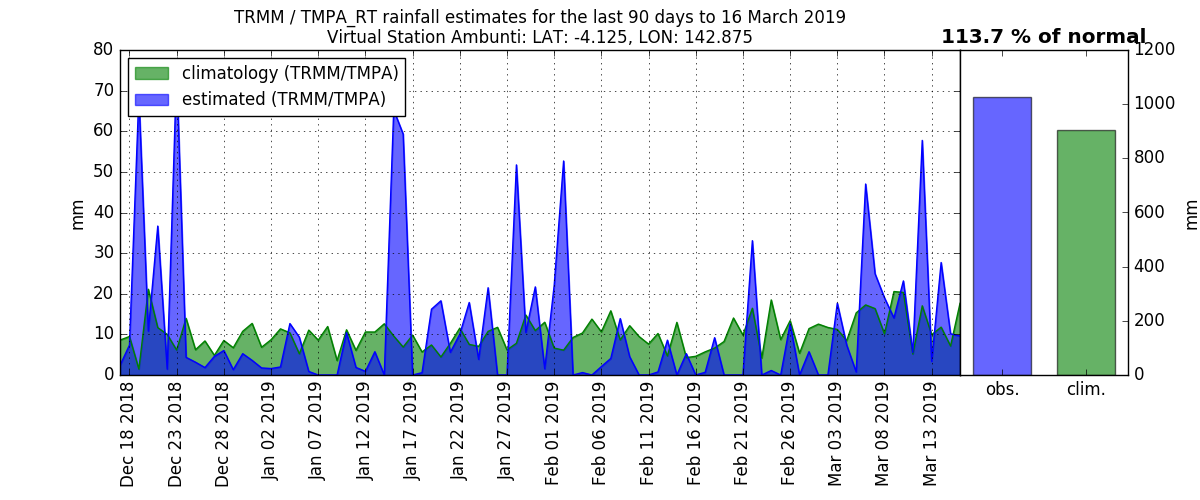 TRMM / TMPA_RT rainfall estimates for the last 90 days to 16 March 2019
Virtual Station Ambunti: LAT: -4.125, LON: 142.875
113.7 % of normal
climatology (TRMM/TMPA)
estimated (TRMM/TMPA)
80
70
60
50
40
30
20
10
0
mm
Dec 18 2018
Dec 23 2018
Dec 28 2018
Jan 02 2019
Jan 07 2019
Jan 12 2019
Jan 17 2019
Jan 22 2019
Jan 27 2019
Feb 01 2019
Feb 06 2019
Feb 11 2019
Feb 16 2019
Feb 21 2019
Feb 26 2019
Mar 03 2019
Mar 08 2019
Mar 13 2019
obs.
clim.
1200
1000
800
600
400
200
0
mm